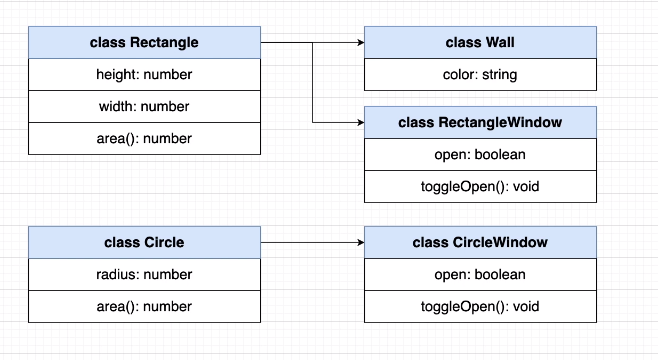 class Rectangle
height: number
width: number
area(): number
class Wall
color: string
class RectangleWindow
open: boolean
toggleOpen(): void
class Circle
radius: number
area(): number
class CircleWindow
open: boolean
toggleOpen(): void